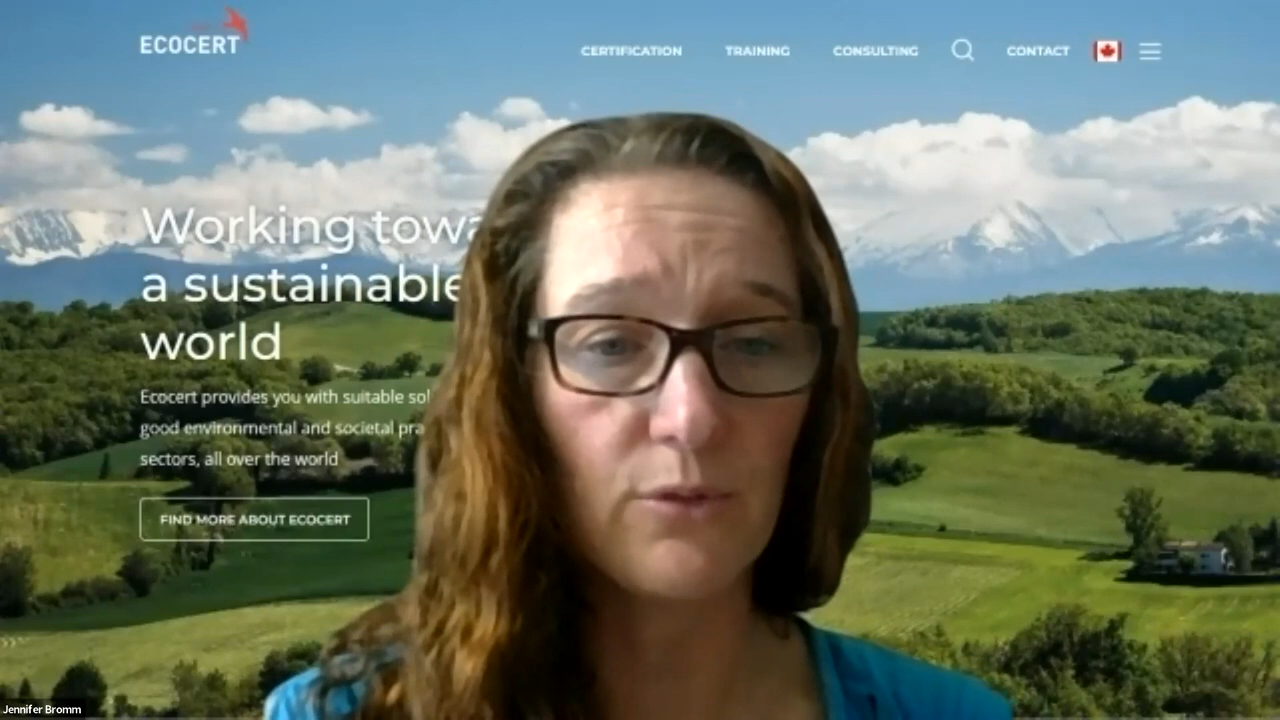 ECOCERT
CERTIFICATION TRAINING CONSULTING CONTACT
Working towa
a sustainable
world
Ecocert provides you with suitable sol
good environmental and societal pra
sectors, all over the world
FIND MORE ABOUT ECOCERT
Jennifer Bromm